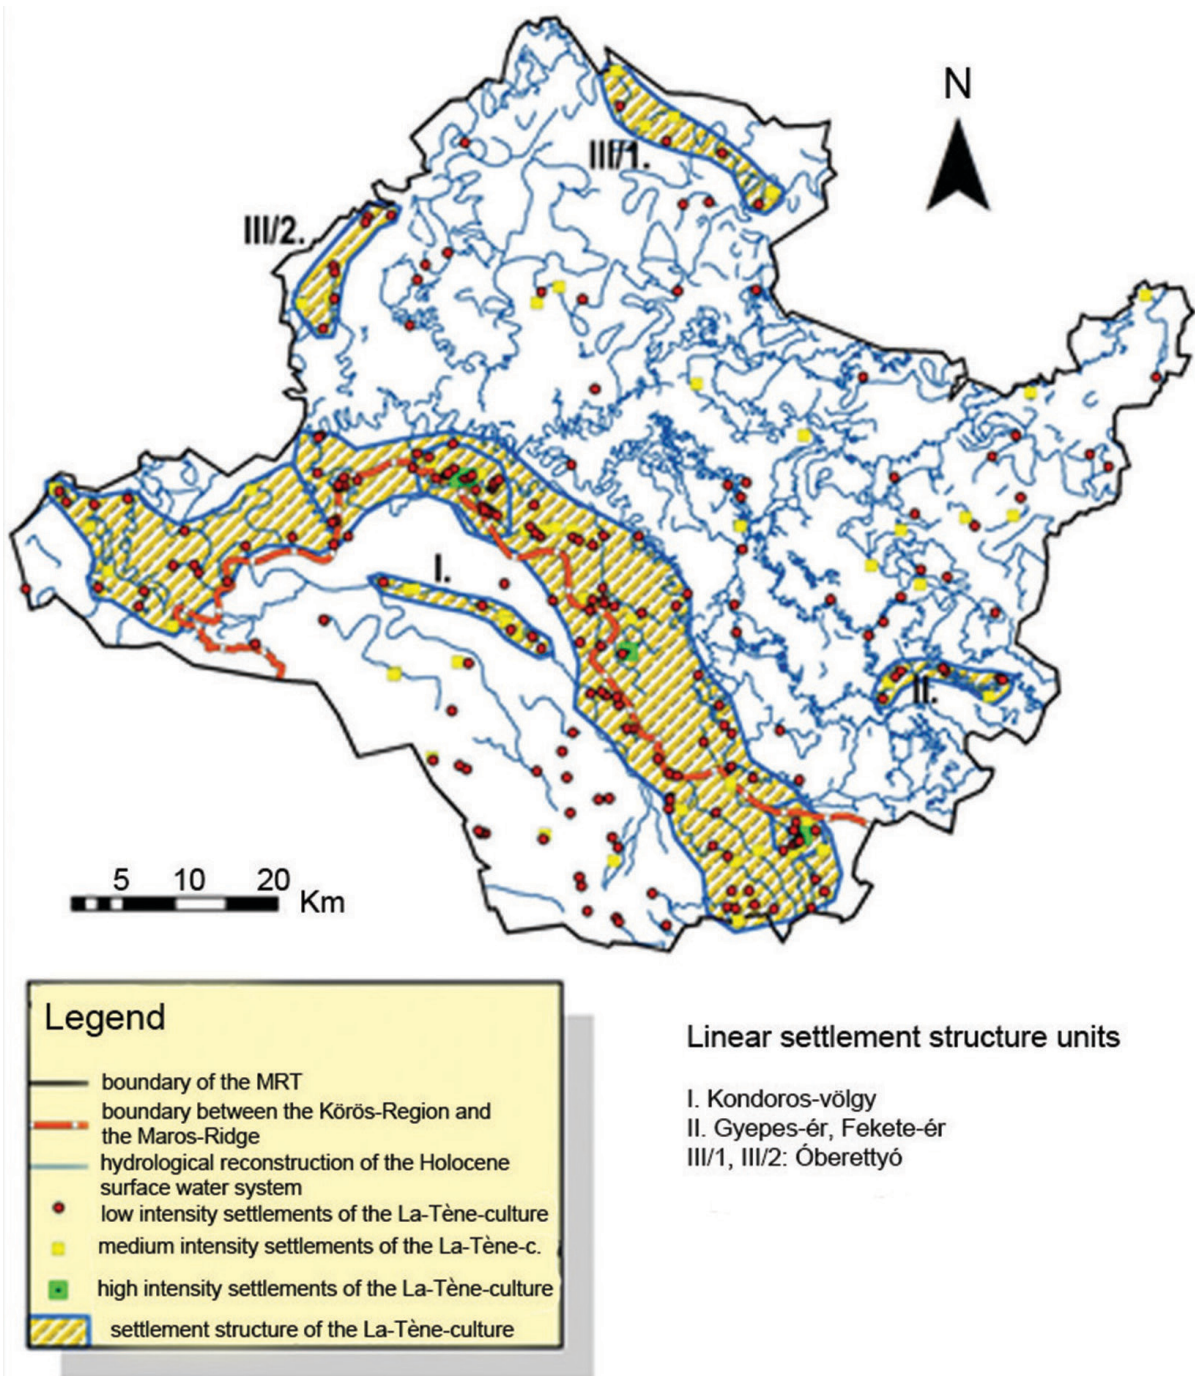 N
III/1.
III/2.
I.
II.
5 10 20 Km
Legend
boundary of the MRT
boundary between the Körös-Region and
the Maros-Ridge
hydrological reconstruction of the Holocene
surface water system
low intensity settlements of the La-Tène-culture
medium intensity settlements of the La-Tène-c.
high intensity settlements of the La-Tène-culture
settlement structure of the La-Tène-culture
Linear settlement structure units
I. Kondoros-völgy
II. Gyepes-ér, Fekete-ér
III/1, III/2: Óberettyó